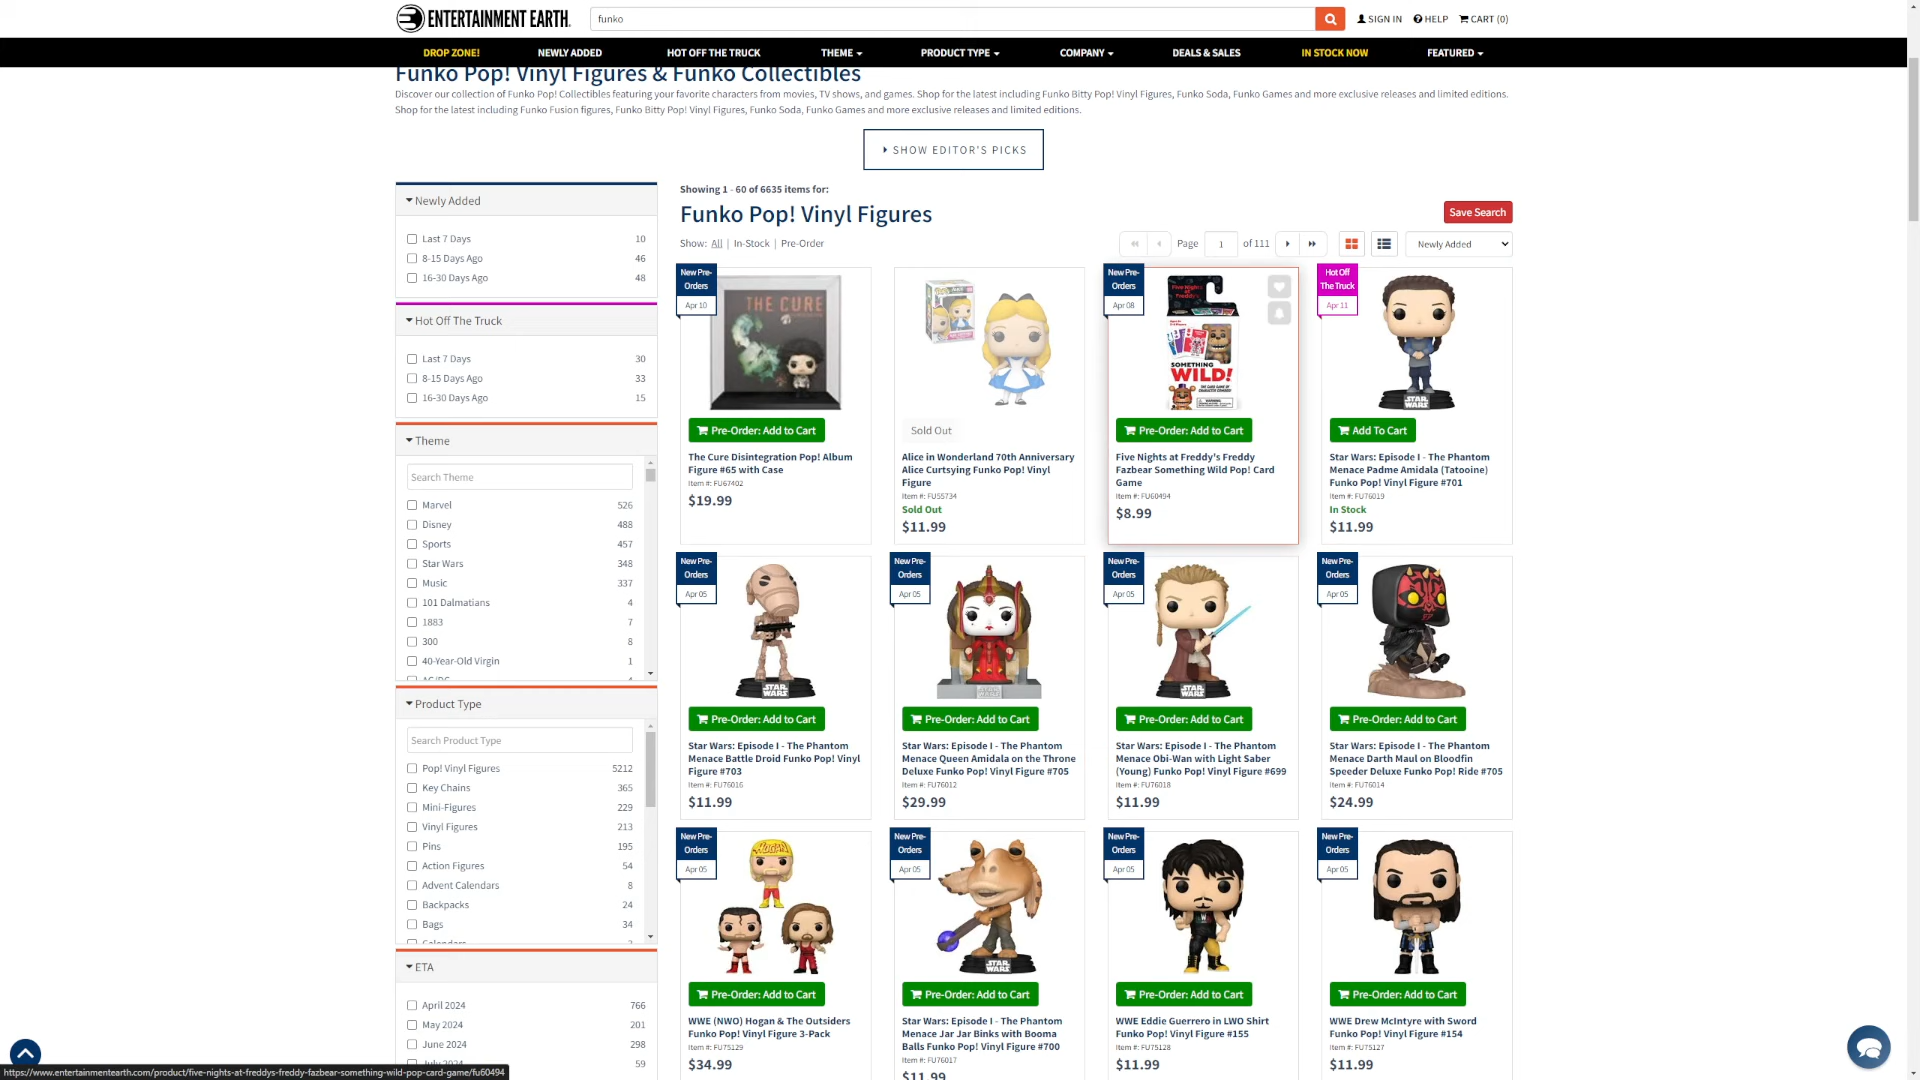 ENTERTAINMENT EARTH
funko
SIGN IN
HELP
CART (0)
DROP ZONE!
NEWLY ADDED
HOT OFF THE TRUCK
THEME
PRODUCT TYPE
COMPANY
DEALS & SALES
IN STOCK NOW
FEATURED
Funko Pop! Vinyl Figures & Funko Collectibles
Discover our collection of Funko Pop! Collectibles featuring your favorite characters from movies, TV shows, and games. Shop for the latest including Funko Bitty Pop! Vinyl Figures, Funko Soda, Funko Games and more exclusive releases and limited editions.
Shop for the latest including Funko Fusion figures, Funko Bitty Pop! Vinyl Figures, Funko Soda, Funko Games and more exclusive releases and limited editions.
SHOW EDITOR'S PICKS
Newly Added
Last 7 Days 10
8-15 Days Ago 46
16-30 Days Ago 48
Hot Off The Truck
Last 7 Days 30
8-15 Days Ago 33
16-30 Days Ago 15
Theme
Search Theme
Marvel 526
Disney 488
Sports 457
Star Wars 348
Music 337
101 Dalmatians 4
1883 7
300 8
40-Year-Old Virgin 1
AC/DC 4
Product Type
Search Product Type
Pop! Vinyl Figures 5212
Key Chains 365
Mini-Figures 229
Vinyl Figures 213
Pins 195
Action Figures 54
Advent Calendars 8
Backpacks 24
Bags 34
Calendars
ETA
April 2024 766
May 2024 201
June 2024 298
July 2024 59
Showing 1 - 60 of 6635 items for:
Funko Pop! Vinyl Figures
Save Search
Show: All | In-Stock | Pre-Order
Page 1 of 111
Newly Added
New Pre-
Orders
Apr 10
THE CURE
Pre-Order: Add to Cart
The Cure Disintegration Pop! Album
Figure #65 with Case
Item #: FU67402
$19.99
Sold Out
Alice in Wonderland 70th Anniversary
Alice Curtsying Funko Pop! Vinyl
Figure
Item #: FU55734
Sold Out
$11.99
New Pre-
Orders
Apr 08
Five Nights
at Freddy's
SOMETHING
WILD!
Pre-Order: Add to Cart
Five Nights at Freddy's Freddy
Fazbear Something Wild Pop! Card
Game
Item #: FU60494
$8.99
Hot Off
The Truck
Apr 11
STAR WARS
Add To Cart
Star Wars: Episode I - The Phantom
Menace Padme Amidala (Tatooine)
Funko Pop! Vinyl Figure #701
Item #: FU76019
In Stock
$11.99
New Pre-
Orders
Apr 05
STAR WARS
Pre-Order: Add to Cart
Star Wars: Episode I - The Phantom
Menace Battle Droid Funko Pop! Vinyl
Figure #703
Item #: FU76016
$11.99
New Pre-
Orders
Apr 05
STAR WARS
Pre-Order: Add to Cart
Star Wars: Episode I - The Phantom
Menace Queen Amidala on the Throne
Deluxe Funko Pop! Vinyl Figure #705
Item #: FU76012
$29.99
New Pre-
Orders
Apr 05
STAR WARS
Pre-Order: Add to Cart
Star Wars: Episode I - The Phantom
Menace Obi-Wan with Light Saber
(Young) Funko Pop! Vinyl Figure #699
Item #: FU76018
$11.99
New Pre-
Orders
Apr 05
Pre-Order: Add to Cart
Star Wars: Episode I - The Phantom
Menace Darth Maul on Bloodfin
Speeder Deluxe Funko Pop! Ride #705
Item #: FU76014
$24.99
New Pre-
Orders
Apr 05
HOGAN
Pre-Order: Add to Cart
WWE (NWO) Hogan & The Outsiders
Funko Pop! Vinyl Figure 3-Pack
Item #: FU75129
$34.99
New Pre-
Orders
Apr 05
STAR WARS
Pre-Order: Add to Cart
Star Wars: Episode I - The Phantom
Menace Jar Jar Binks with Booma
Balls Funko Pop! Vinyl Figure #700
Item #: FU76017
$11.99
New Pre-
Orders
Apr 05
Pre-Order: Add to Cart
WWE Eddie Guerrero in LWO Shirt
Funko Pop! Vinyl Figure #155
Item #: FU75128
$11.99
New Pre-
Orders
Apr 05
Pre-Order: Add to Cart
WWE Drew McIntyre with Sword
Funko Pop! Vinyl Figure #154
Item #: FU75127
$11.99
https://www.entertainmentearth.com/product/five-nights-at-freddys-freddy-fazbear-something-wild-pop-card-game/fu60494